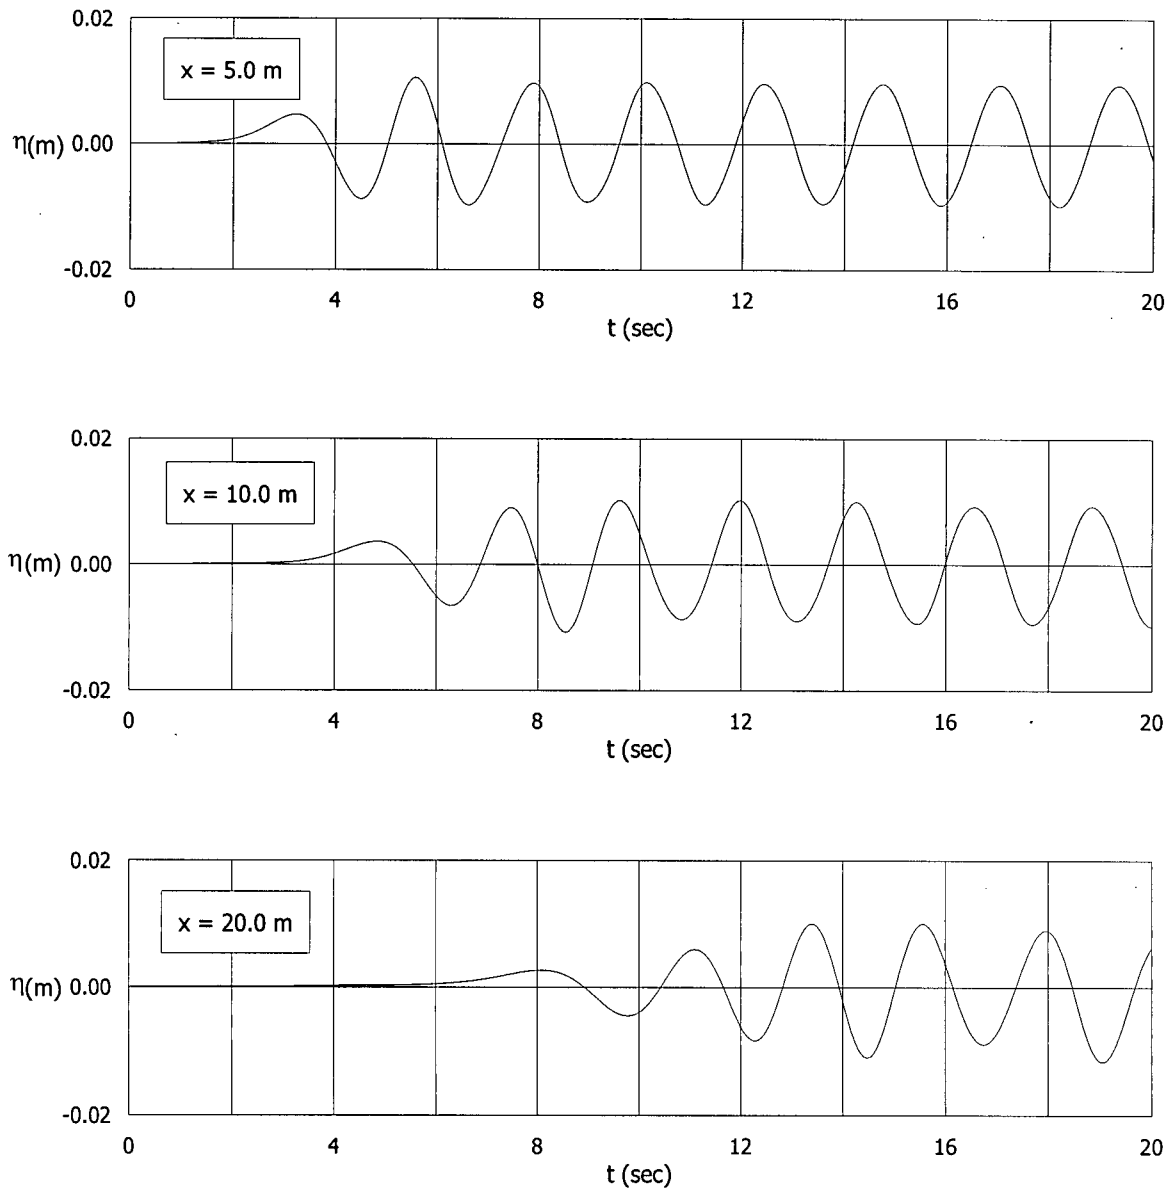 0.02
x = 5.0 m
η(m) 0.00
-0.02
0 4 8 12 16 20
t (sec)
0.02
x = 10.0 m
η(m) 0.00
-0.02
0 4 8 12 16 20
t (sec)
0.02
x = 20.0 m
η(m) 0.00
-0.02
0 4 8 12 16 20
t (sec)